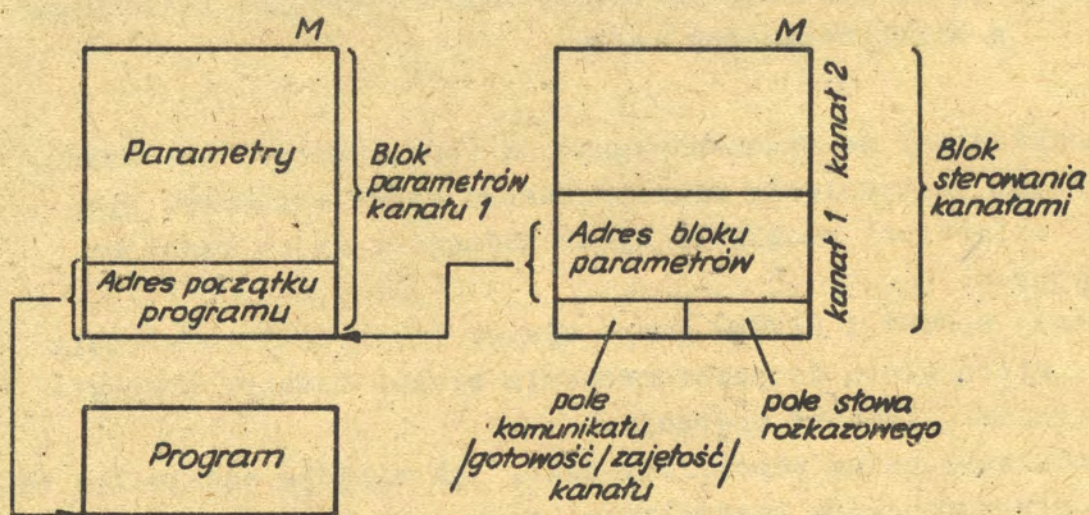 M
Parametry
Blok
parametrów
kanału 1
Adres początku
programu
Program
M
kanał 2
kanał 1
Adres bloku
parametrów
Blok
sterowania
kanałami
pole
komunikatu
/gotowość/zajętość/
kanału
pole słowa
rozkazowego